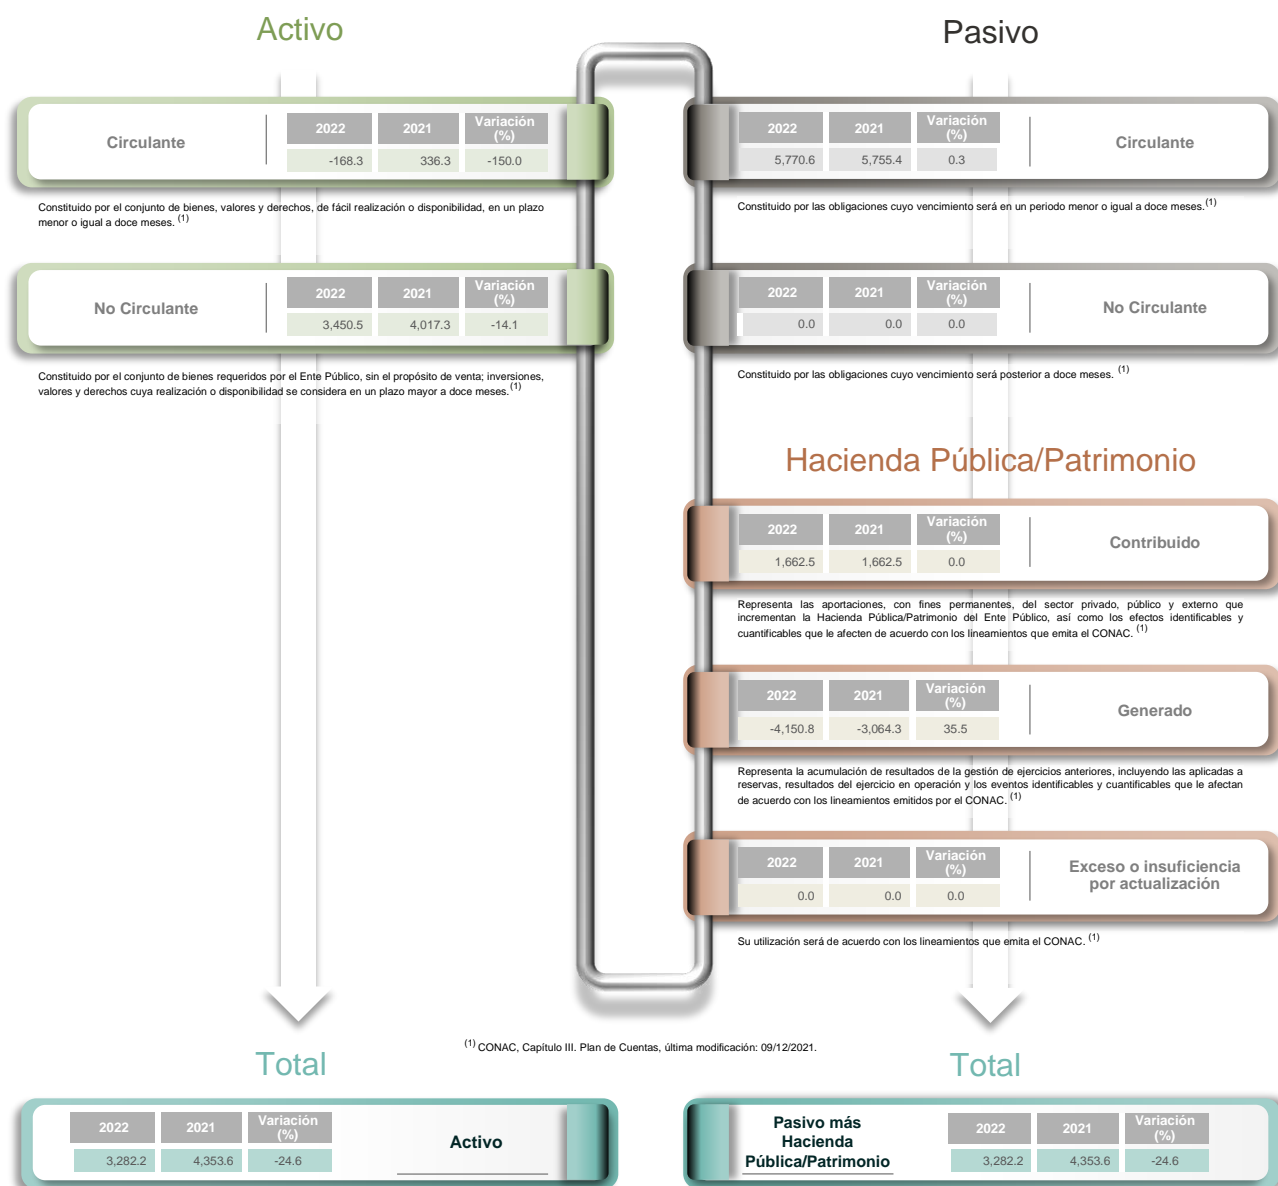 Activo
Circulante
2022 2021 Variación (%)
-168.3 336.3 -150.0
Constituido por el conjunto de bienes, valores y derechos, de fácil realización o disponibilidad, en un plazo
menor o igual a doce meses. (1)
No Circulante
2022 2021 Variación (%)
3,450.5 4,017.3 -14.1
Constituido por el conjunto de bienes requeridos por el Ente Público, sin el propósito de venta; inversiones,
valores y derechos cuya realización o disponibilidad se considera en un plazo mayor a doce meses. (1)
Pasivo
2022 2021 Variación (%)
5,770.6 5,755.4 0.3
Circulante
Constituido por las obligaciones cuyo vencimiento será en un periodo menor o igual a doce meses. (1)
2022 2021 Variación (%)
0.0 0.0 0.0
No Circulante
Constituido por las obligaciones cuyo vencimiento será posterior a doce meses. (1)
Hacienda Pública/Patrimonio
2022 2021 Variación (%)
1,662.5 1,662.5 0.0
Contribuido
Representa las aportaciones, con fines permanentes, del sector privado, público y externo que
incrementan la Hacienda Pública/Patrimonio del Ente Público, así como los efectos identificables y
cuantificables que le afecten de acuerdo con los lineamientos que emita el CONAC. (1)
2022 2021 Variación (%)
-4,150.8 -3,064.3 35.5
Generado
Representa la acumulación de resultados de la gestión de ejercicios anteriores, incluyendo las aplicadas a
reservas, resultados del ejercicio en operación y los eventos identificables y cuantificables que le afectan
de acuerdo con los lineamientos emitidos por el CONAC. (1)
2022 2021 Variación (%)
0.0 0.0 0.0
Exceso o insuficiencia
por actualización
Su utilización será de acuerdo con los lineamientos que emita el CONAC. (1)
(1) CONAC, Capítulo III. Plan de Cuentas, última modificación: 09/12/2021.
Total
2022 2021 Variación (%)
3,282.2 4,353.6 -24.6
Activo
Total
Pasivo más
Hacienda
Pública/Patrimonio
2022 2021 Variación (%)
3,282.2 4,353.6 -24.6